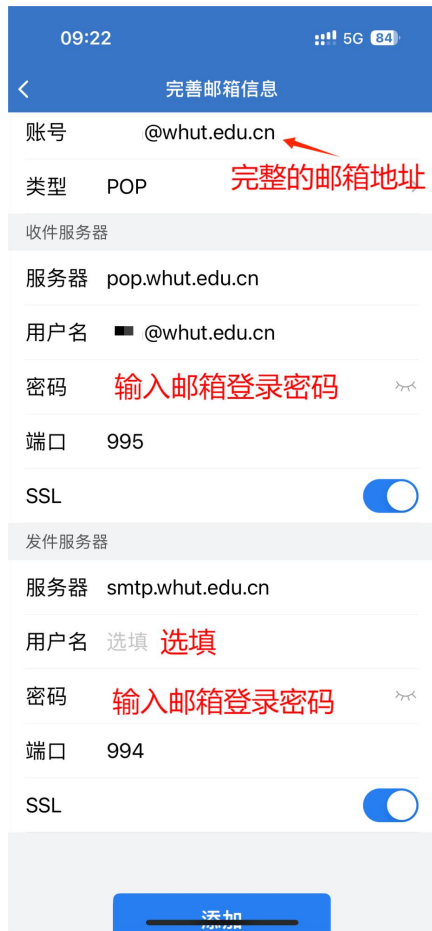 09:22 5G 84
完善邮箱信息
账号 @whut.edu.cn
完整的邮箱地址
类型 POP
收件服务器
服务器 pop.whut.edu.cn
用户名 @whut.edu.cn
密码 输入邮箱登录密码
端口 995
SSL
发件服务器
服务器 smtp.whut.edu.cn
用户名 选填 选填
密码 输入邮箱登录密码
端口 994
SSL
添加